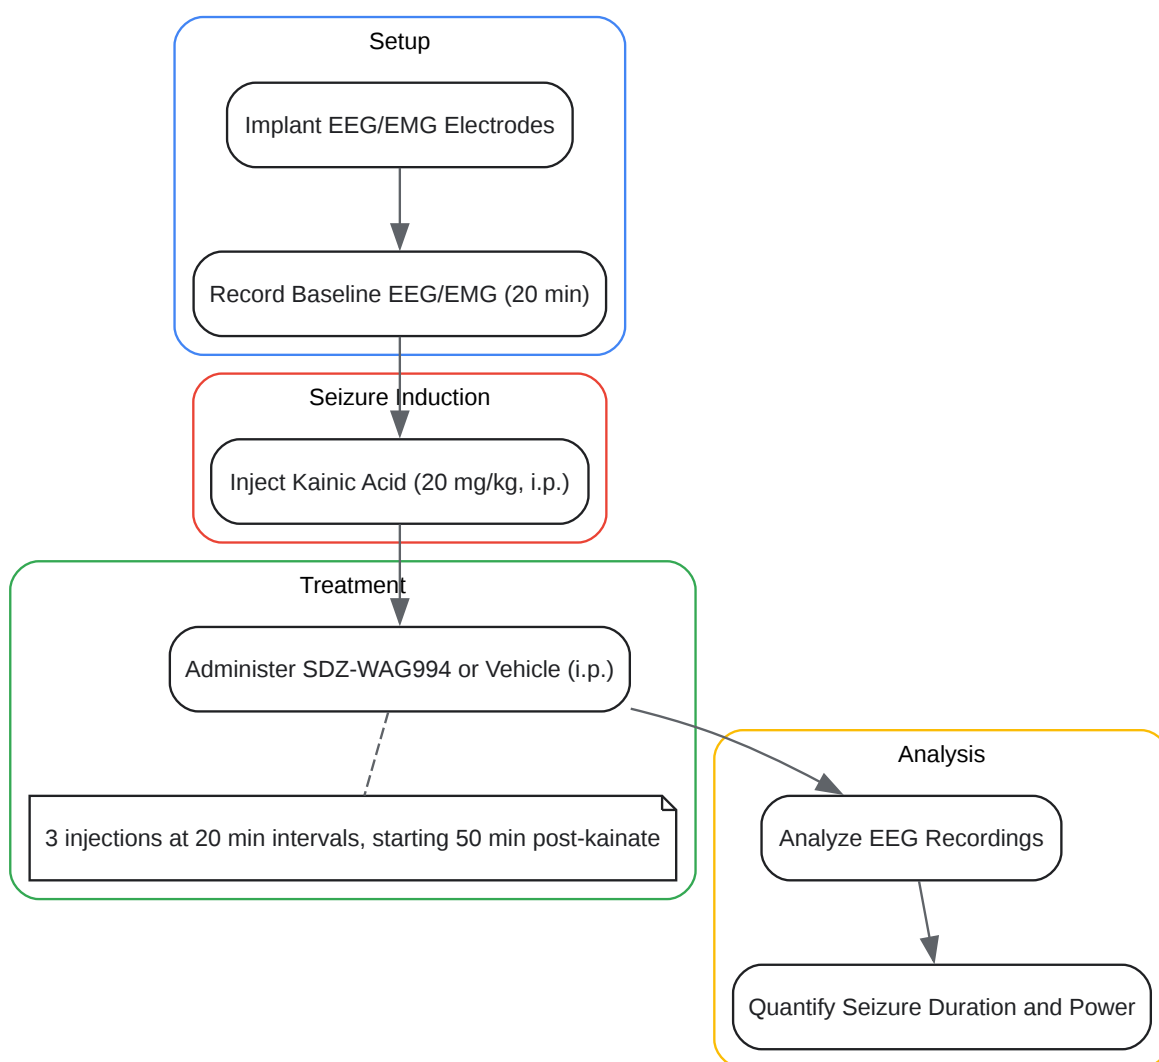 Setup
Implant EEG/EMG Electrodes
Record Baseline EEG/EMG (20 min)
Seizure Induction
Inject Kainic Acid (20 mg/kg, i.p.)
Treatment
Administer SDZ-WAG994 or Vehicle (i.p.)
3 injections at 20 min intervals, starting 50 min post-kainate
Analysis
Analyze EEG Recordings
Quantify Seizure Duration and Power